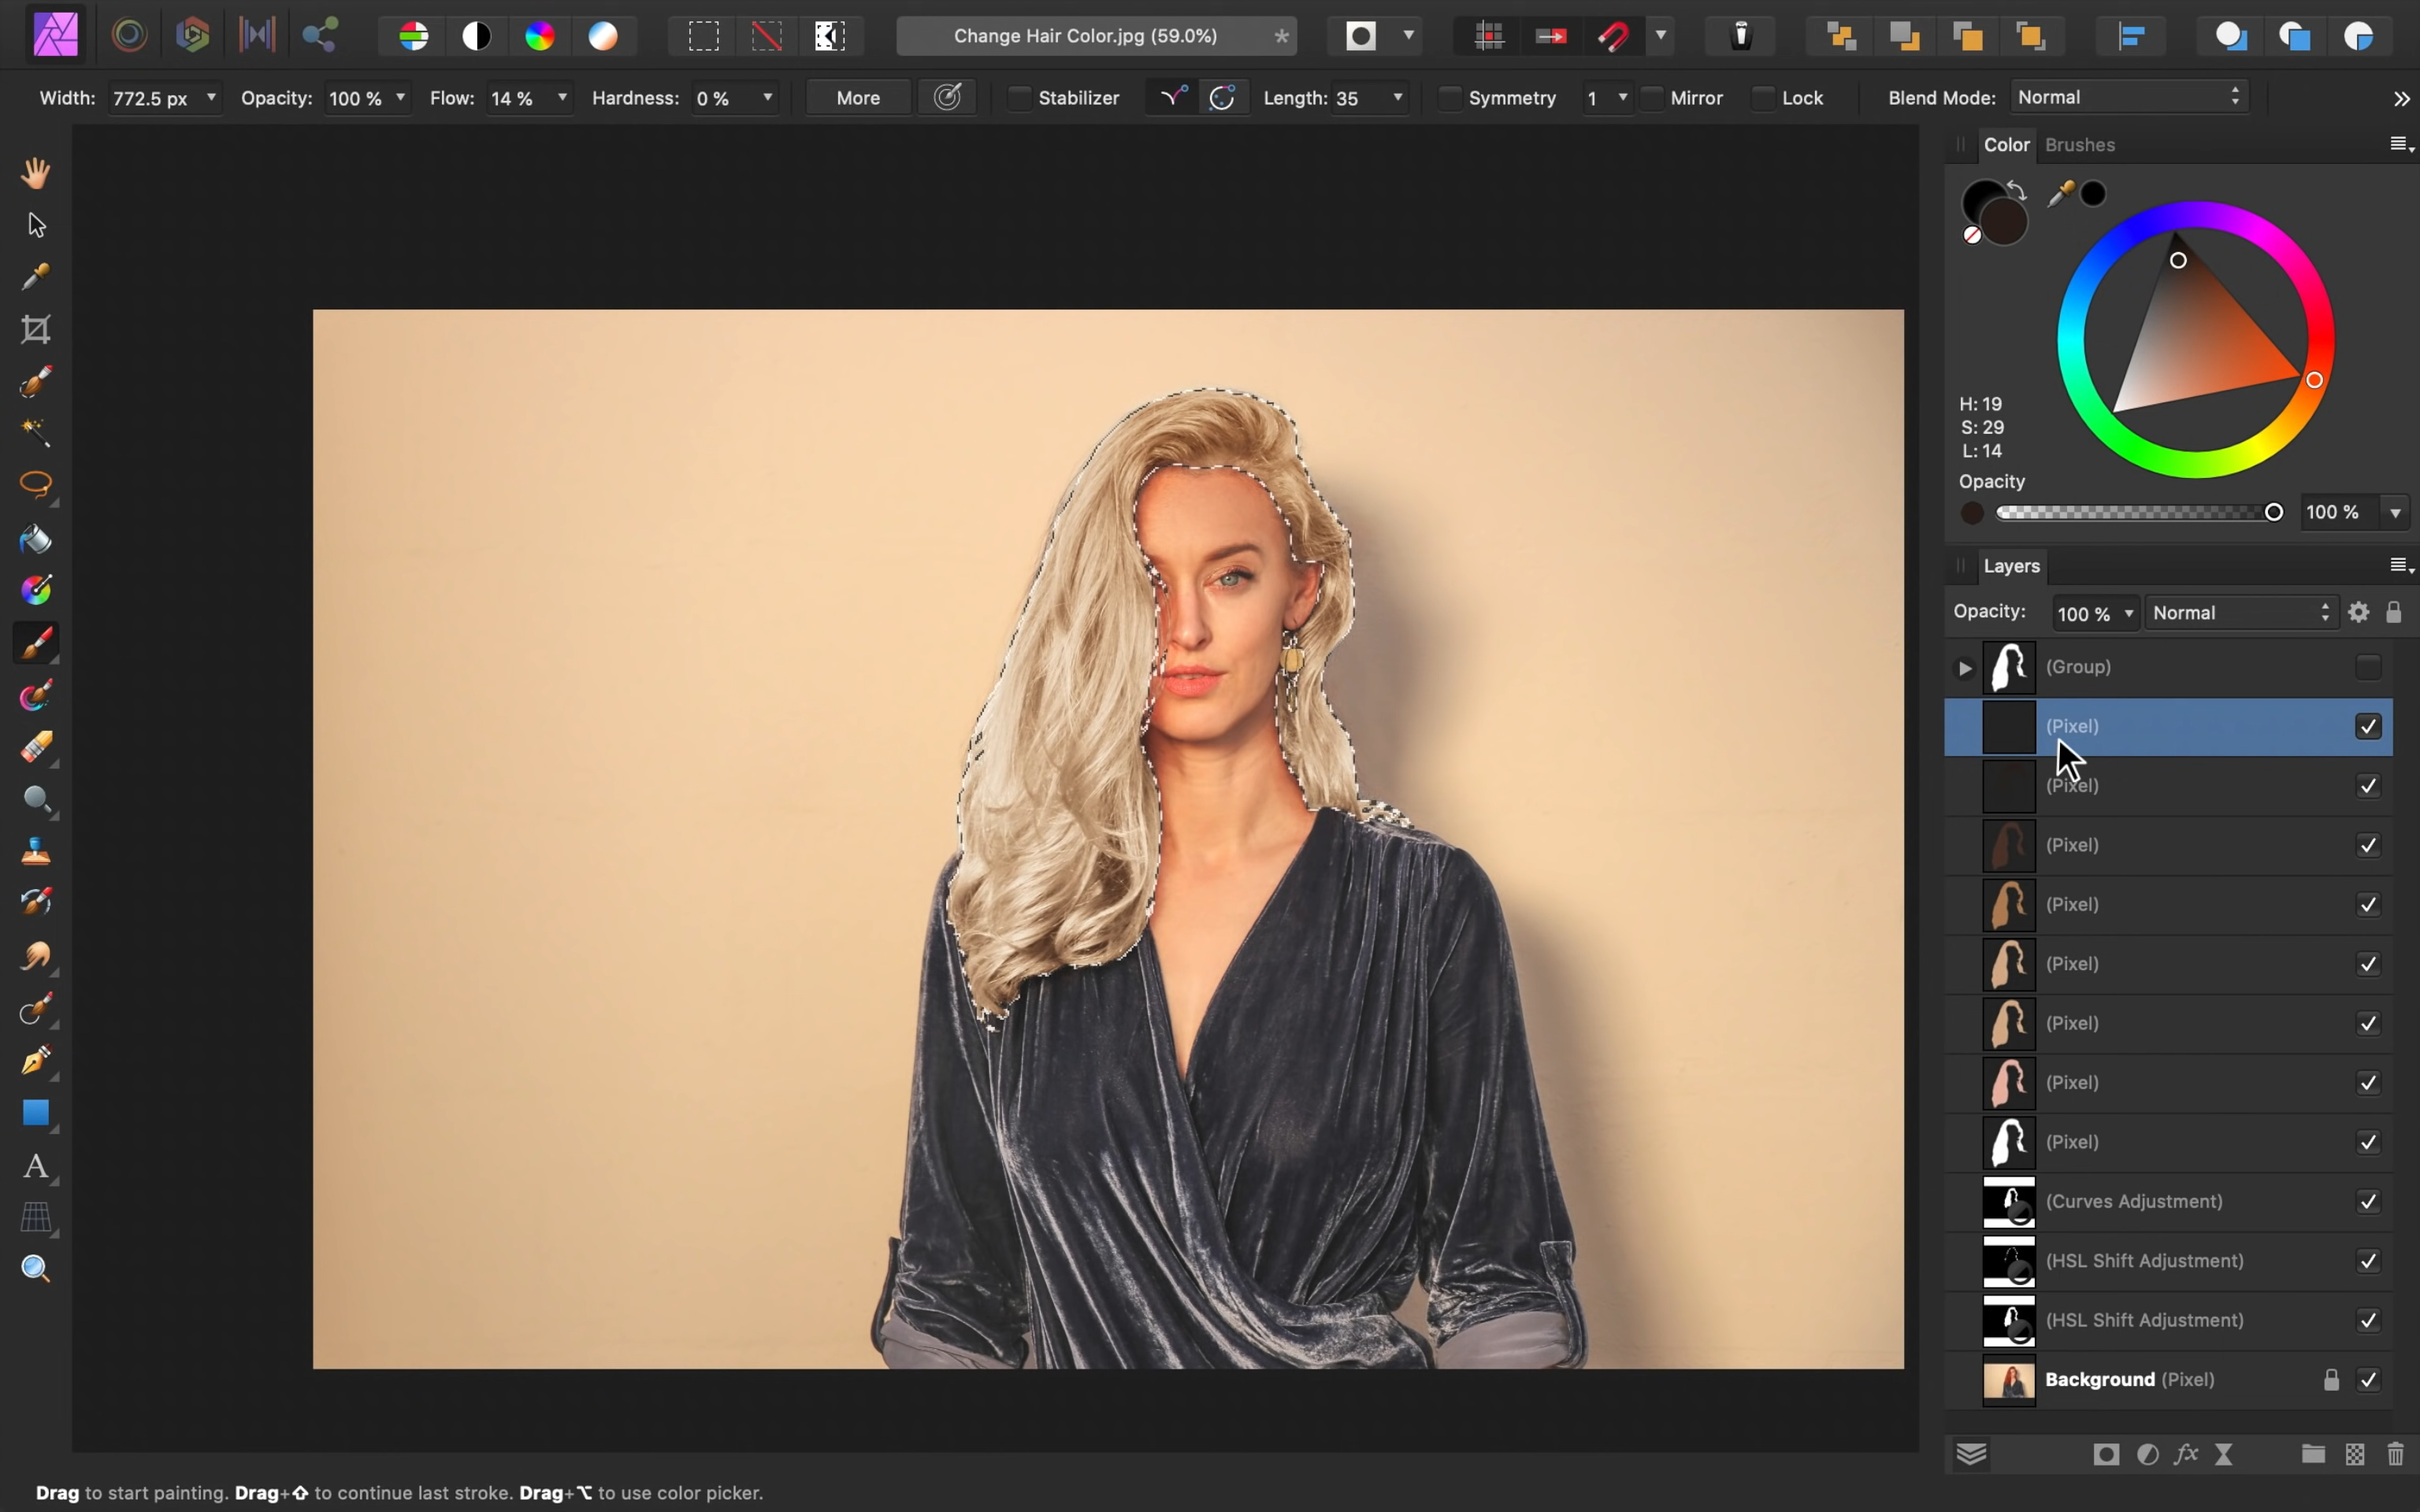 Change Hair Color.jpg (59.0%) *
Width: 772.5 px Opacity: 100 % Flow: 14 % Hardness: 0 % More Stabilizer Length: 35 Symmetry 1 Mirror Lock Blend Mode: Normal
Color Brushes
H: 19
S: 29
L: 14
Opacity
100 %
Layers
Opacity: 100 % Normal
(Group)
(Pixel)
(Pixel)
(Pixel)
(Pixel)
(Pixel)
(Pixel)
(Pixel)
(Pixel)
(Curves Adjustment)
(HSL Shift Adjustment)
(HSL Shift Adjustment)
Background (Pixel)
fx
Drag to start painting. Drag+⇧ to continue last stroke. Drag+⌥ to use color picker.